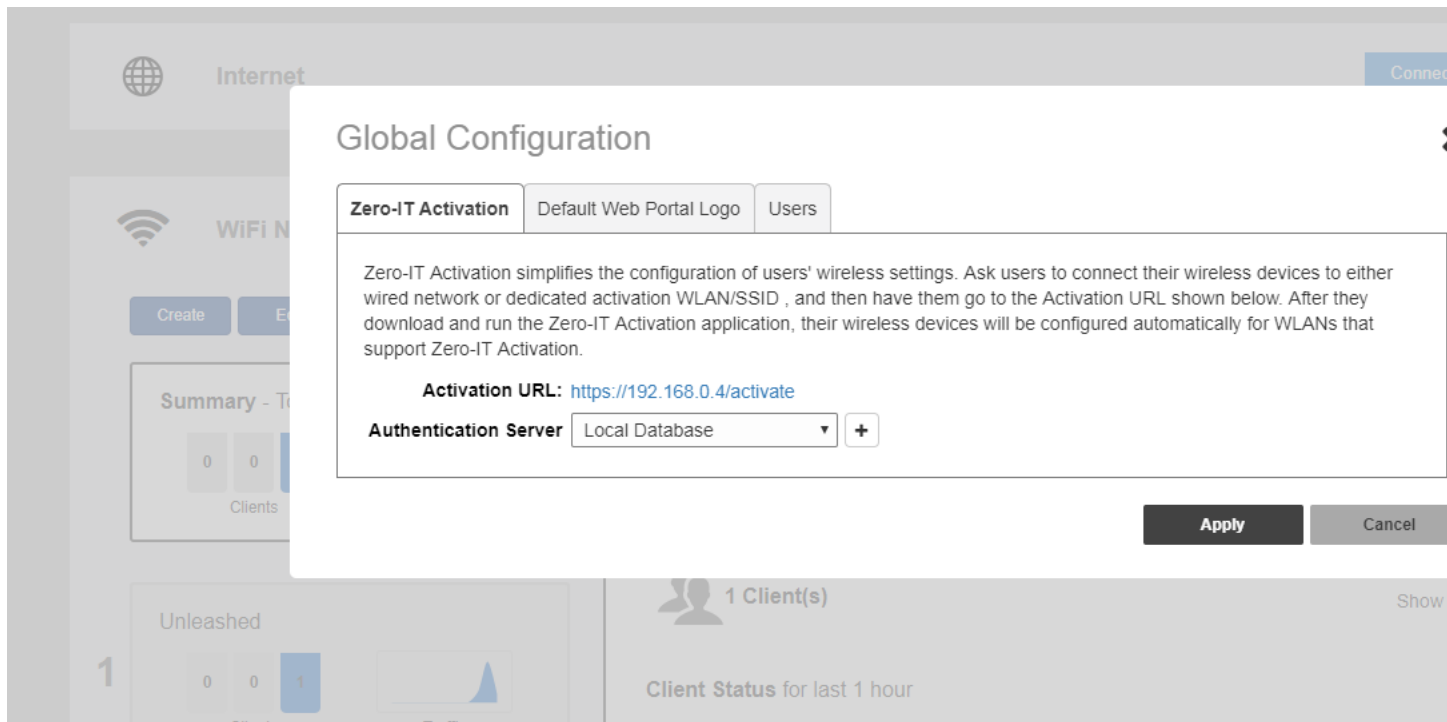 Internet
Global Configuration
Zero-IT Activation
Default Web Portal Logo
Users
Zero-IT Activation simplifies the configuration of users' wireless settings. Ask users to connect their wireless devices to either
wired network or dedicated activation WLAN/SSID , and then have them go to the Activation URL shown below. After they
download and run the Zero-IT Activation application, their wireless devices will be configured automatically for WLANs that
support Zero-IT Activation.
Activation URL: https://192.168.0.4/activate
Authentication Server Local Database +
Apply
Cancel
WiFi N
Create
Summary -
0 0
Clients
1
Unleashed
0 0 1
1 Client(s)
Show
Client Status for last 1 hour